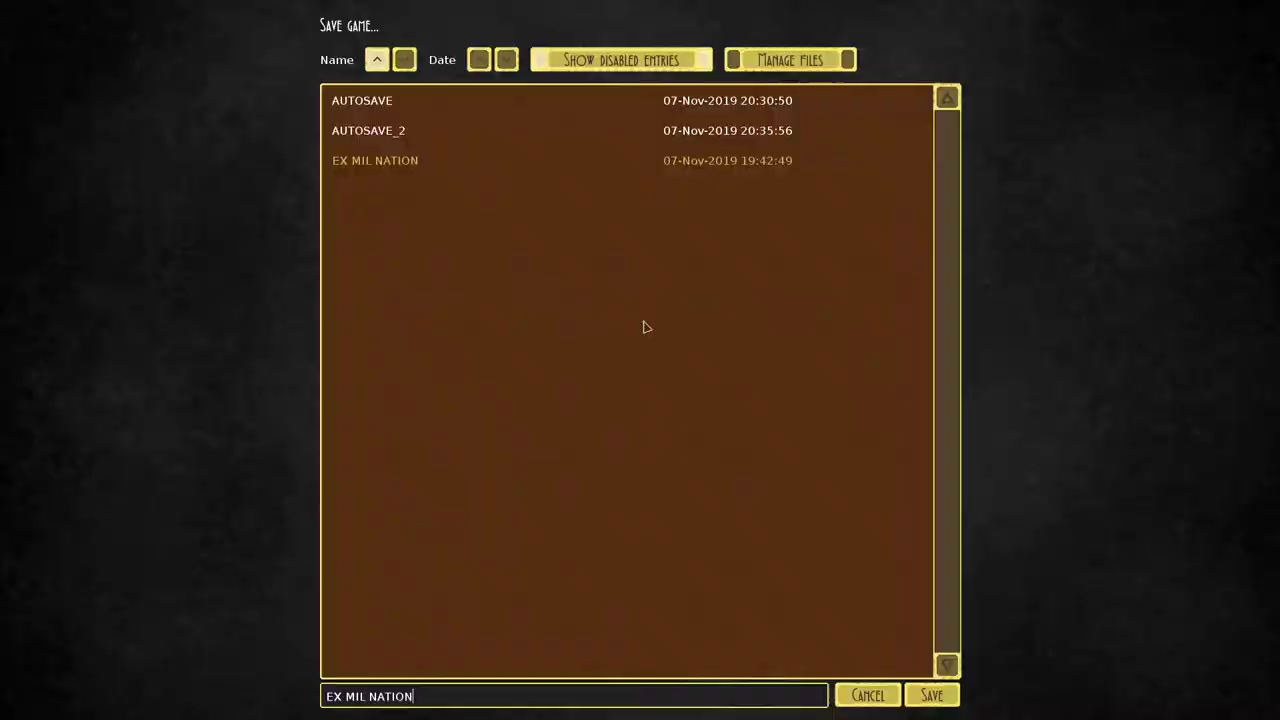 Save game...
Name Date Show disabled entries Manage files
AUTOSAVE 07-Nov-2019 20:30:50
AUTOSAVE_2 07-Nov-2019 20:35:56
EX MIL NATION 07-Nov-2019 19:42:49
EX MIL NATION Cancel Save